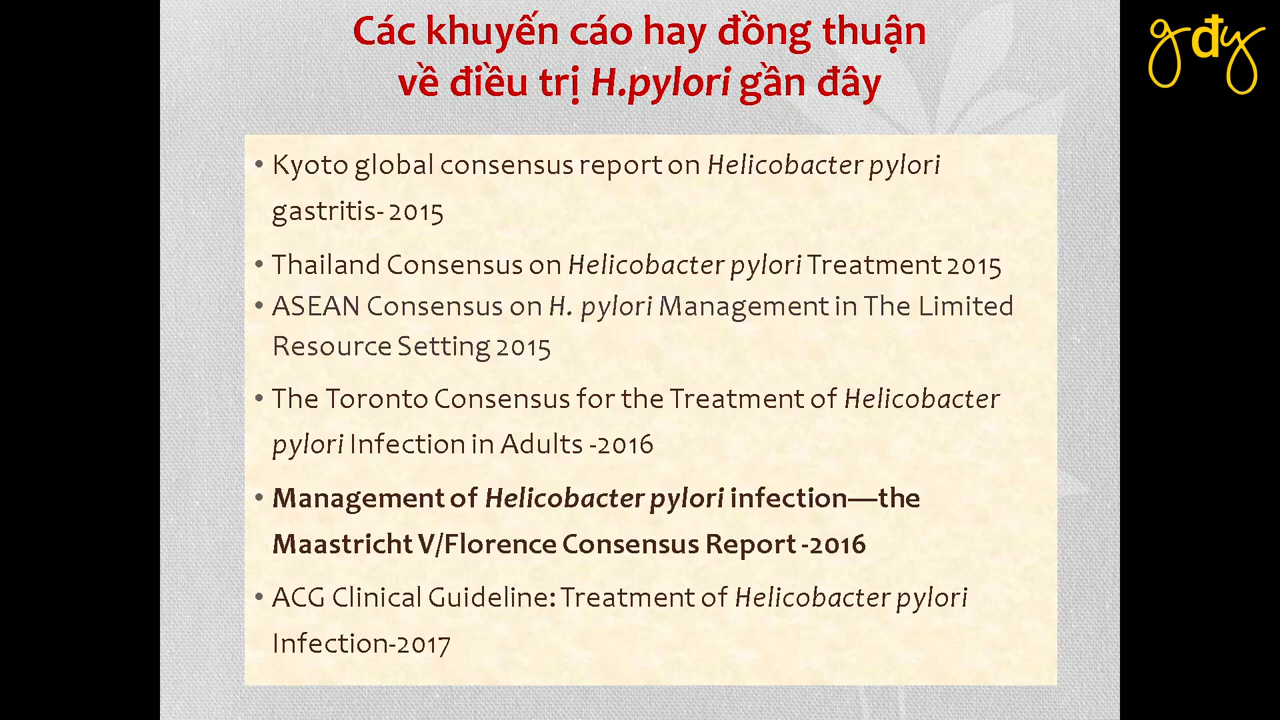 Các khuyến cáo hay đồng thuận
về điều trị H.pylori gần đây
gđy
• Kyoto global consensus report on Helicobacter pylori
gastritis- 2015
• Thailand Consensus on Helicobacter pylori Treatment 2015
• ASEAN Consensus on H. pylori Management in The Limited
Resource Setting 2015
• The Toronto Consensus for the Treatment of Helicobacter
pylori Infection in Adults -2016
• Management of Helicobacter pylori infection—the
Maastricht V/Florence Consensus Report -2016
• ACG Clinical Guideline: Treatment of Helicobacter pylori
Infection-2017